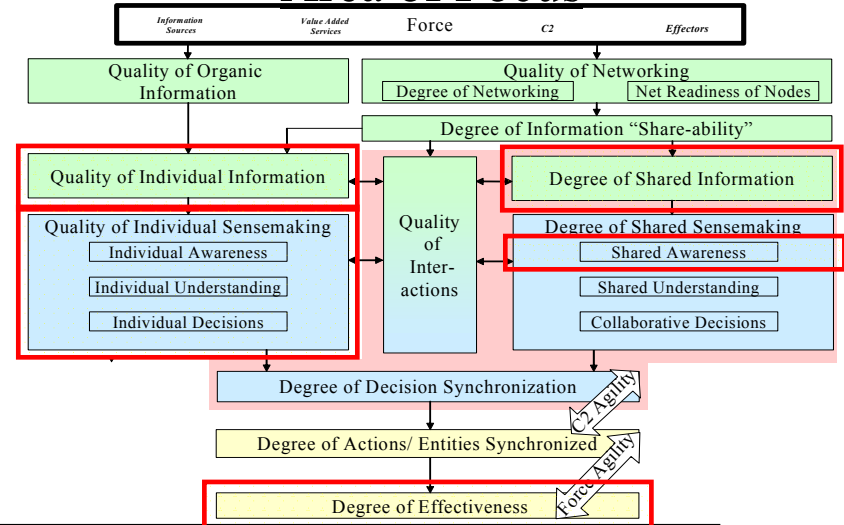 Information
Sources
Value Added
Services
Force
C2
Effectors
Quality of Organic
Information
Quality of Networking
Degree of Networking
Net Readiness of Nodes
Degree of Information “Share-ability”
Quality of Individual Information
Degree of Shared Information
Quality of Individual Sensemaking
Individual Awareness
Individual Understanding
Individual Decisions
Quality
of
Inter-
actions
Degree of Shared Sensemaking
Shared Awareness
Shared Understanding
Collaborative Decisions
Degree of Decision Synchronization
C2 Agility
Degree of Actions/ Entities Synchronized
Force Agility
Degree of Effectiveness